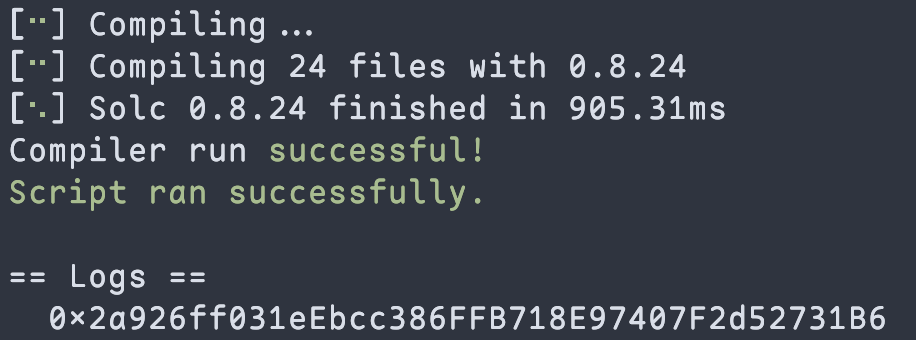 [⠒] Compiling...
[⠒] Compiling 24 files with 0.8.24
[⠢] Solc 0.8.24 finished in 905.31ms
Compiler run successful!
Script ran successfully.
== Logs ==
0x2a926ff031eEbcc386FFB718E97407F2d52731B6